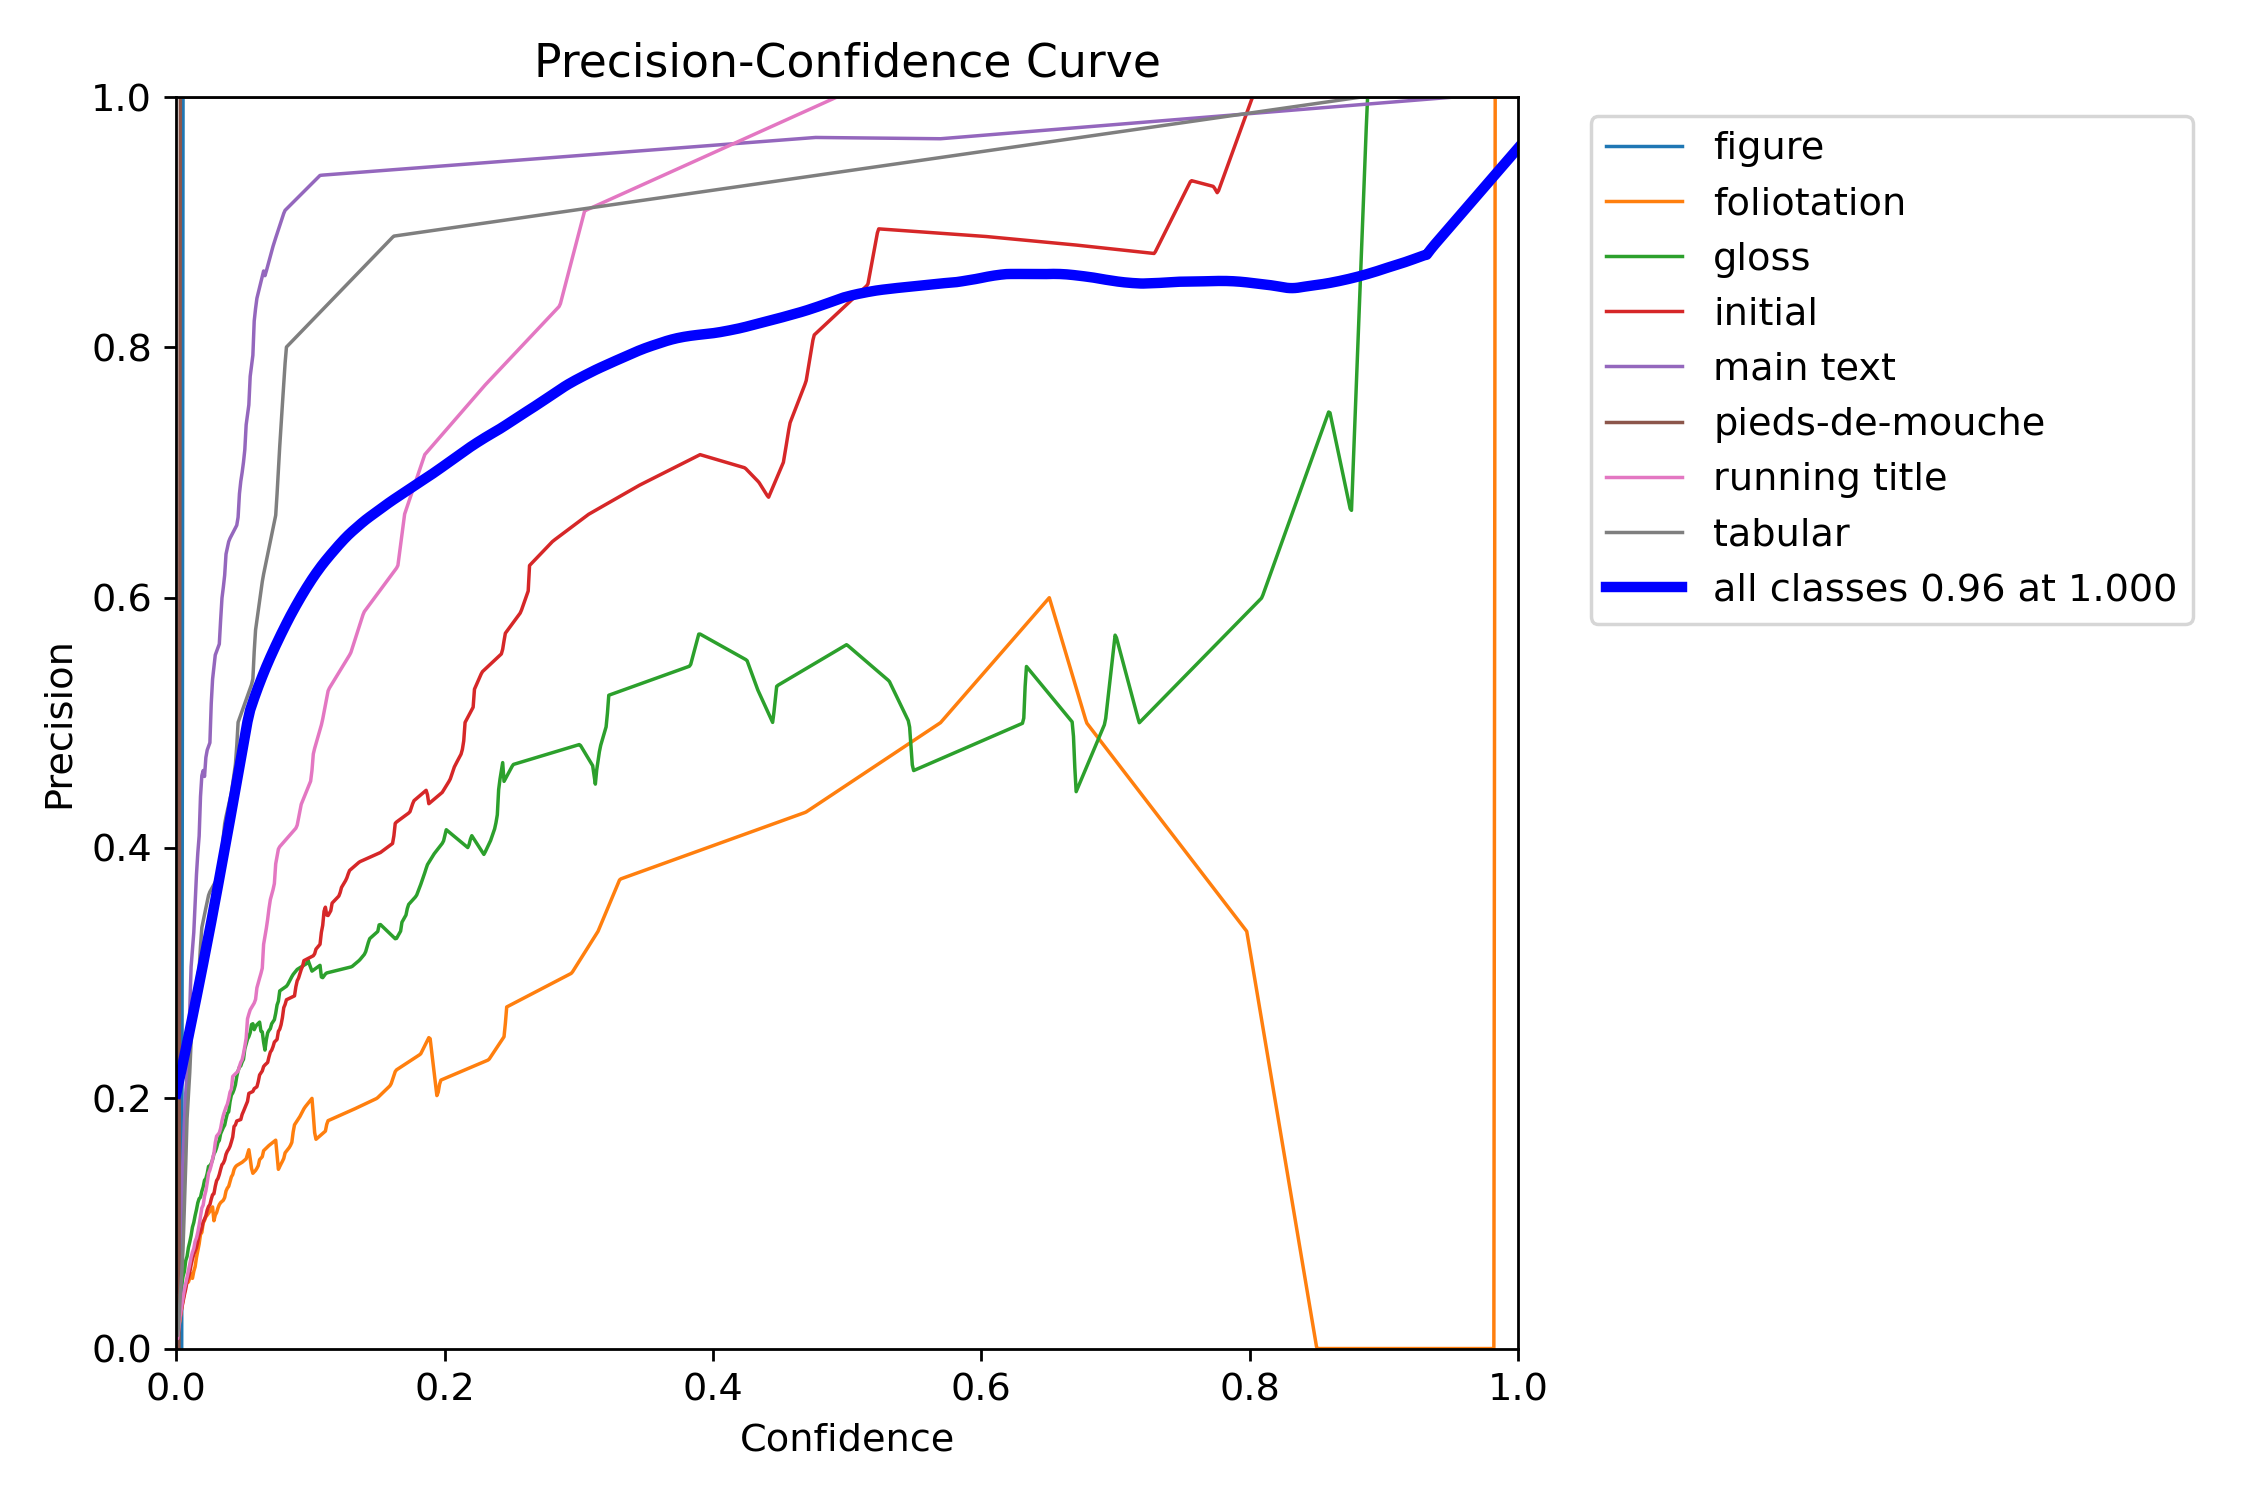 Precision-Confidence Curve
1.0
0.8
0.6
0.4
0.2
0.0
Precision
0.0 0.2 0.4 0.6 0.8 1.0
Confidence
figure
foliotation
gloss
initial
main text
pieds-de-mouche
running title
tabular
all classes 0.96 at 1.000